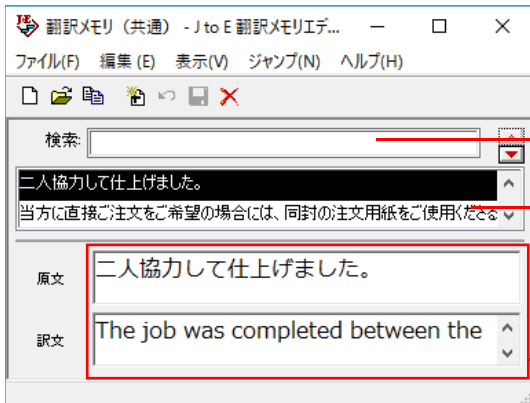 翻訳メモリ（共通） - J to E 翻訳メモリエデ...
ファイル(F) 編集(E) 表示(V) ジャンプ(N) ヘルプ(H)
検索:
二人協力して仕上げました。
当方に直接ご注文をご希望の場合には、同封の注文用紙をご使用くださ
原文
二人協力して仕上げました。
訳文
The job was completed between the